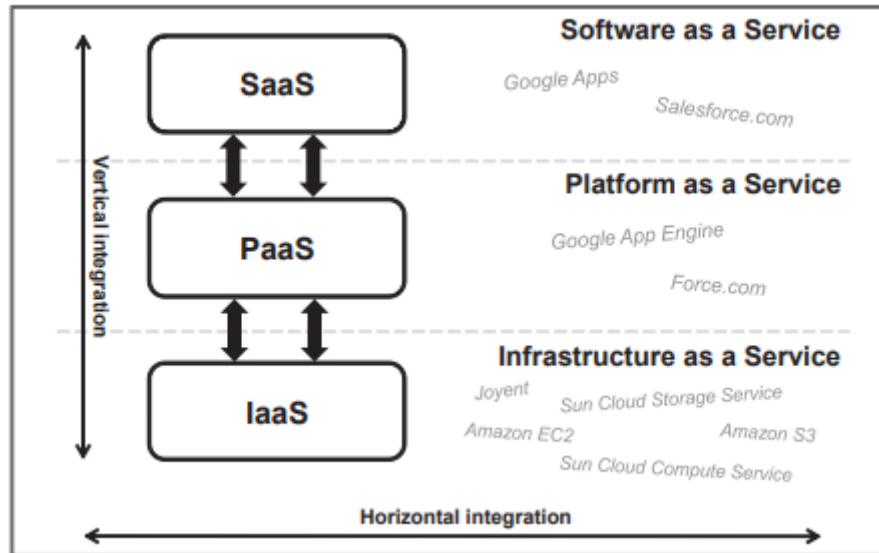 Software as a Service
SaaS
Google Apps
Salesforce.com
Vertical integration
Platform as a Service
PaaS
Google App Engine
Force.com
Infrastructure as a Service
IaaS
Joyent
Sun Cloud Storage Service
Amazon EC2
Amazon S3
Sun Cloud Compute Service
Horizontal integration